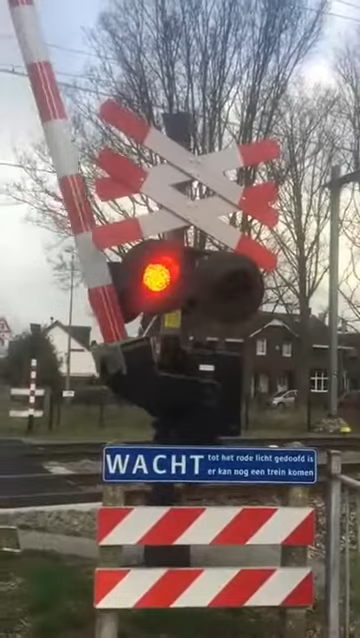 WACHT tot het rode licht gedoofd is
er kan nog een trein komen